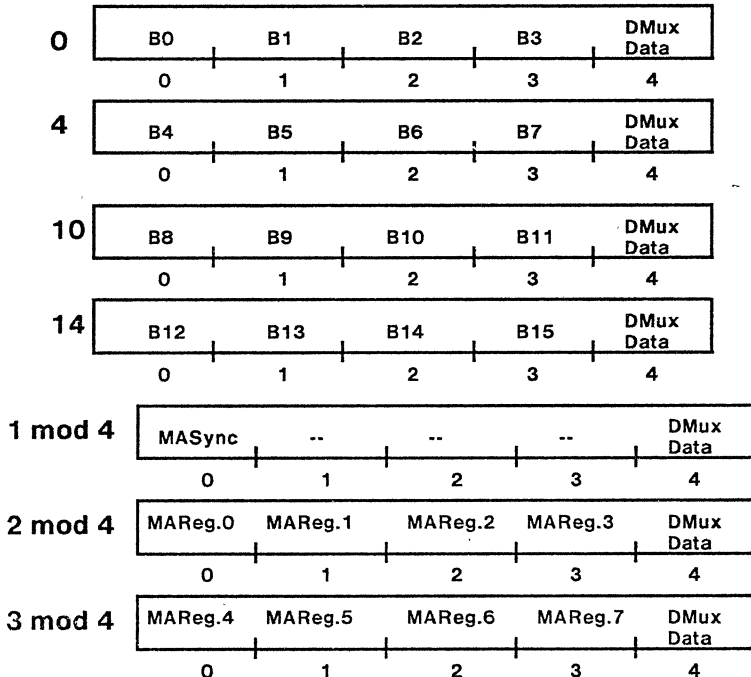 0 B0 B1 B2 B3 DMux Data
0 1 2 3 4
4 B4 B5 B6 B7 DMux Data
0 1 2 3 4
10 B8 B9 B10 B11 DMux Data
0 1 2 3 4
14 B12 B13 B14 B15 DMux Data
0 1 2 3 4
1 mod 4 MASync -- -- -- DMux Data
0 1 2 3 4
2 mod 4 MAReg.0 MAReg.1 MAReg.2 MAReg.3 DMux Data
0 1 2 3 4
3 mod 4 MAReg.4 MAReg.5 MAReg.6 MAReg.7 DMux Data
0 1 2 3 4